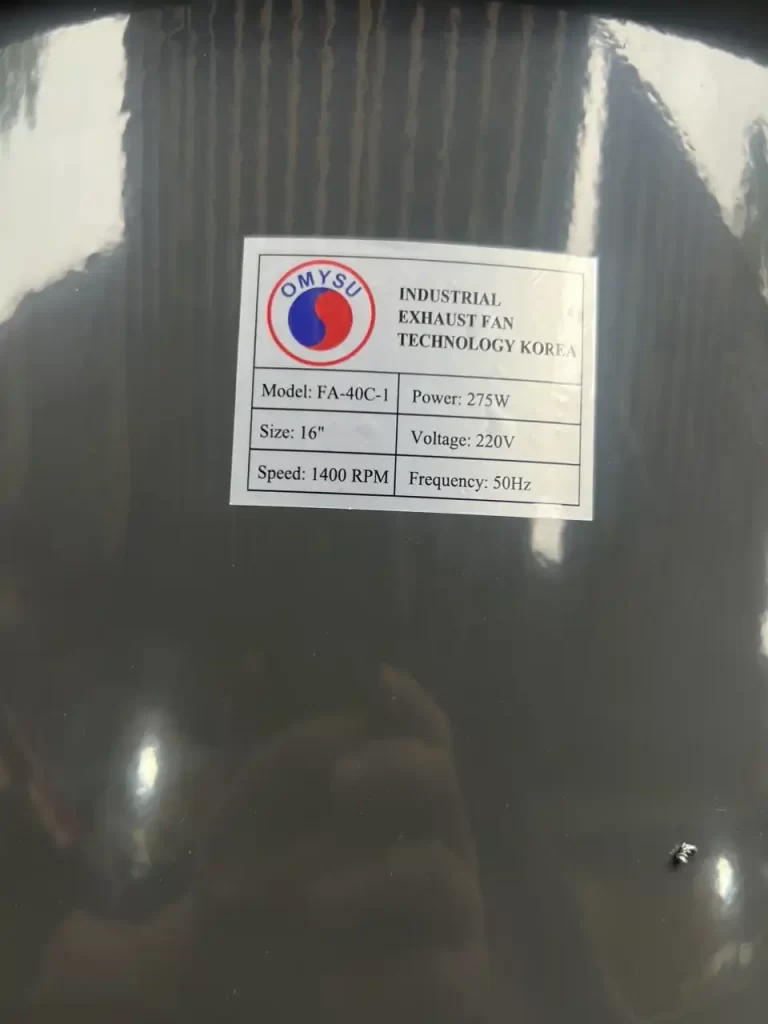 OMYSU
INDUSTRIAL
EXHAUST FAN
TECHNOLOGY KOREA
Model: FA-40C-1
Power: 275W
Size: 16"
Voltage: 220V
Speed: 1400 RPM
Frequency: 50Hz